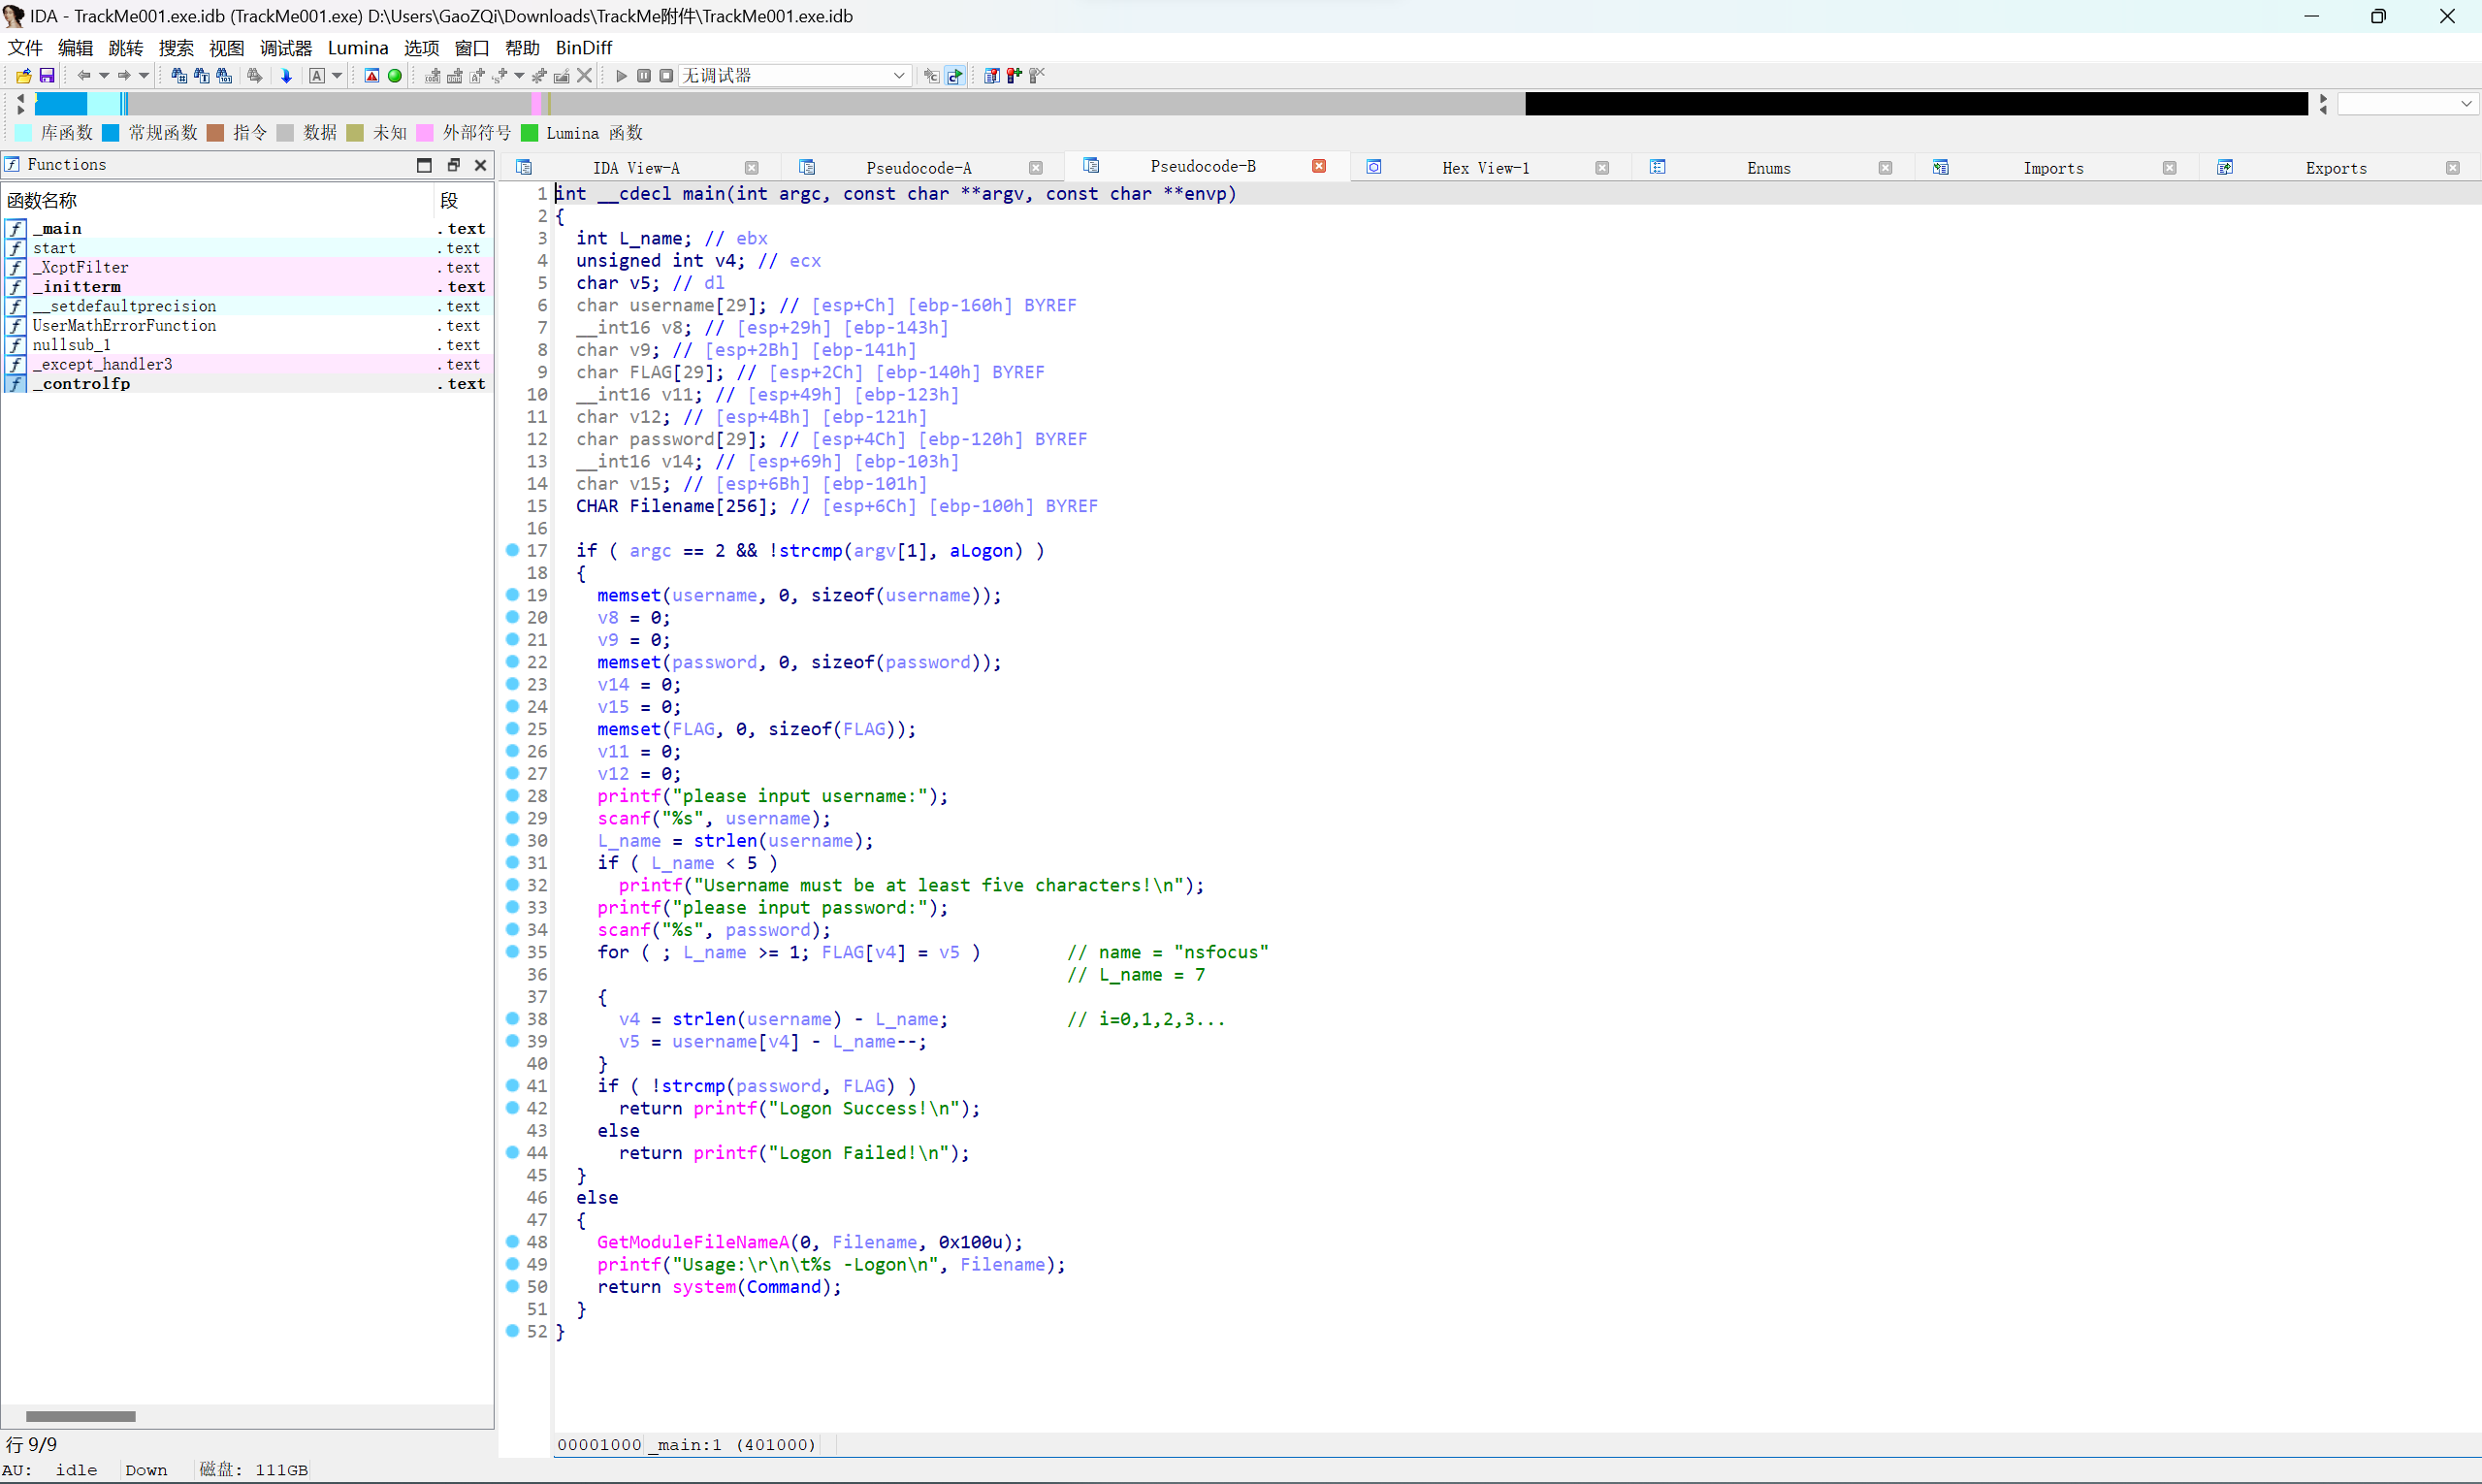 IDA - TrackMe001.exe.idb (TrackMe001.exe) D:\Users\GaoZQi\Downloads\TrackMe附件\TrackMe001.exe.idb
文件 编辑 跳转 搜索 视图 调试器 Lumina 选项 窗口 帮助 BinDiff
无调试器
库函数 常规函数 指令 数据 未知 外部符号 Lumina 函数
Functions
函数名称 段
_main .text
start .text
_XcptFilter .text
_initterm .text
__setdefaultprecision .text
UserMathErrorFunction .text
nullsub_1 .text
_except_handler3 .text
_controlfp .text
行 9/9
IDA View-A Pseudocode-A Pseudocode-B Hex View-1 Enums Imports Exports
1 int __cdecl main(int argc, const char **argv, const char **envp)
2 {
3 int L_name; // ebx
4 unsigned int v4; // ecx
5 char v5; // dl
6 char username[29]; // [esp+Ch] [ebp-160h] BYREF
7 __int16 v8; // [esp+29h] [ebp-143h]
8 char v9; // [esp+2Bh] [ebp-141h]
9 char FLAG[29]; // [esp+2Ch] [ebp-140h] BYREF
10 __int16 v11; // [esp+49h] [ebp-123h]
11 char v12; // [esp+4Bh] [ebp-121h]
12 char password[29]; // [esp+4Ch] [ebp-120h] BYREF
13 __int16 v14; // [esp+69h] [ebp-103h]
14 char v15; // [esp+6Bh] [ebp-101h]
15 CHAR Filename[256]; // [esp+6Ch] [ebp-100h] BYREF
16
17 if ( argc == 2 && !strcmp(argv[1], aLogon) )
18 {
19 memset(username, 0, sizeof(username));
20 v8 = 0;
21 v9 = 0;
22 memset(password, 0, sizeof(password));
23 v14 = 0;
24 v15 = 0;
25 memset(FLAG, 0, sizeof(FLAG));
26 v11 = 0;
27 v12 = 0;
28 printf("please input username:");
29 scanf("%s", username);
30 L_name = strlen(username);
31 if ( L_name < 5 )
32 printf("Username must be at least five characters!\n");
33 printf("please input password:");
34 scanf("%s", password);
35 for ( ; L_name >= 1; FLAG[v4] = v5 ) // name = "nsfocus"
36 // L_name = 7
37 {
38 v4 = strlen(username) - L_name; // i=0,1,2,3...
39 v5 = username[v4] - L_name--;
40 }
41 if ( !strcmp(password, FLAG) )
42 return printf("Logon Success!\n");
43 else
44 return printf("Logon Failed!\n");
45 }
46 else
47 {
48 GetModuleFileNameA(0, Filename, 0x100u);
49 printf("Usage:\r\n\t%s -Logon\n", Filename);
50 return system(Command);
51 }
52 }
00001000 _main:1 (401000)
AU: idle Down 磁盘: 111GB